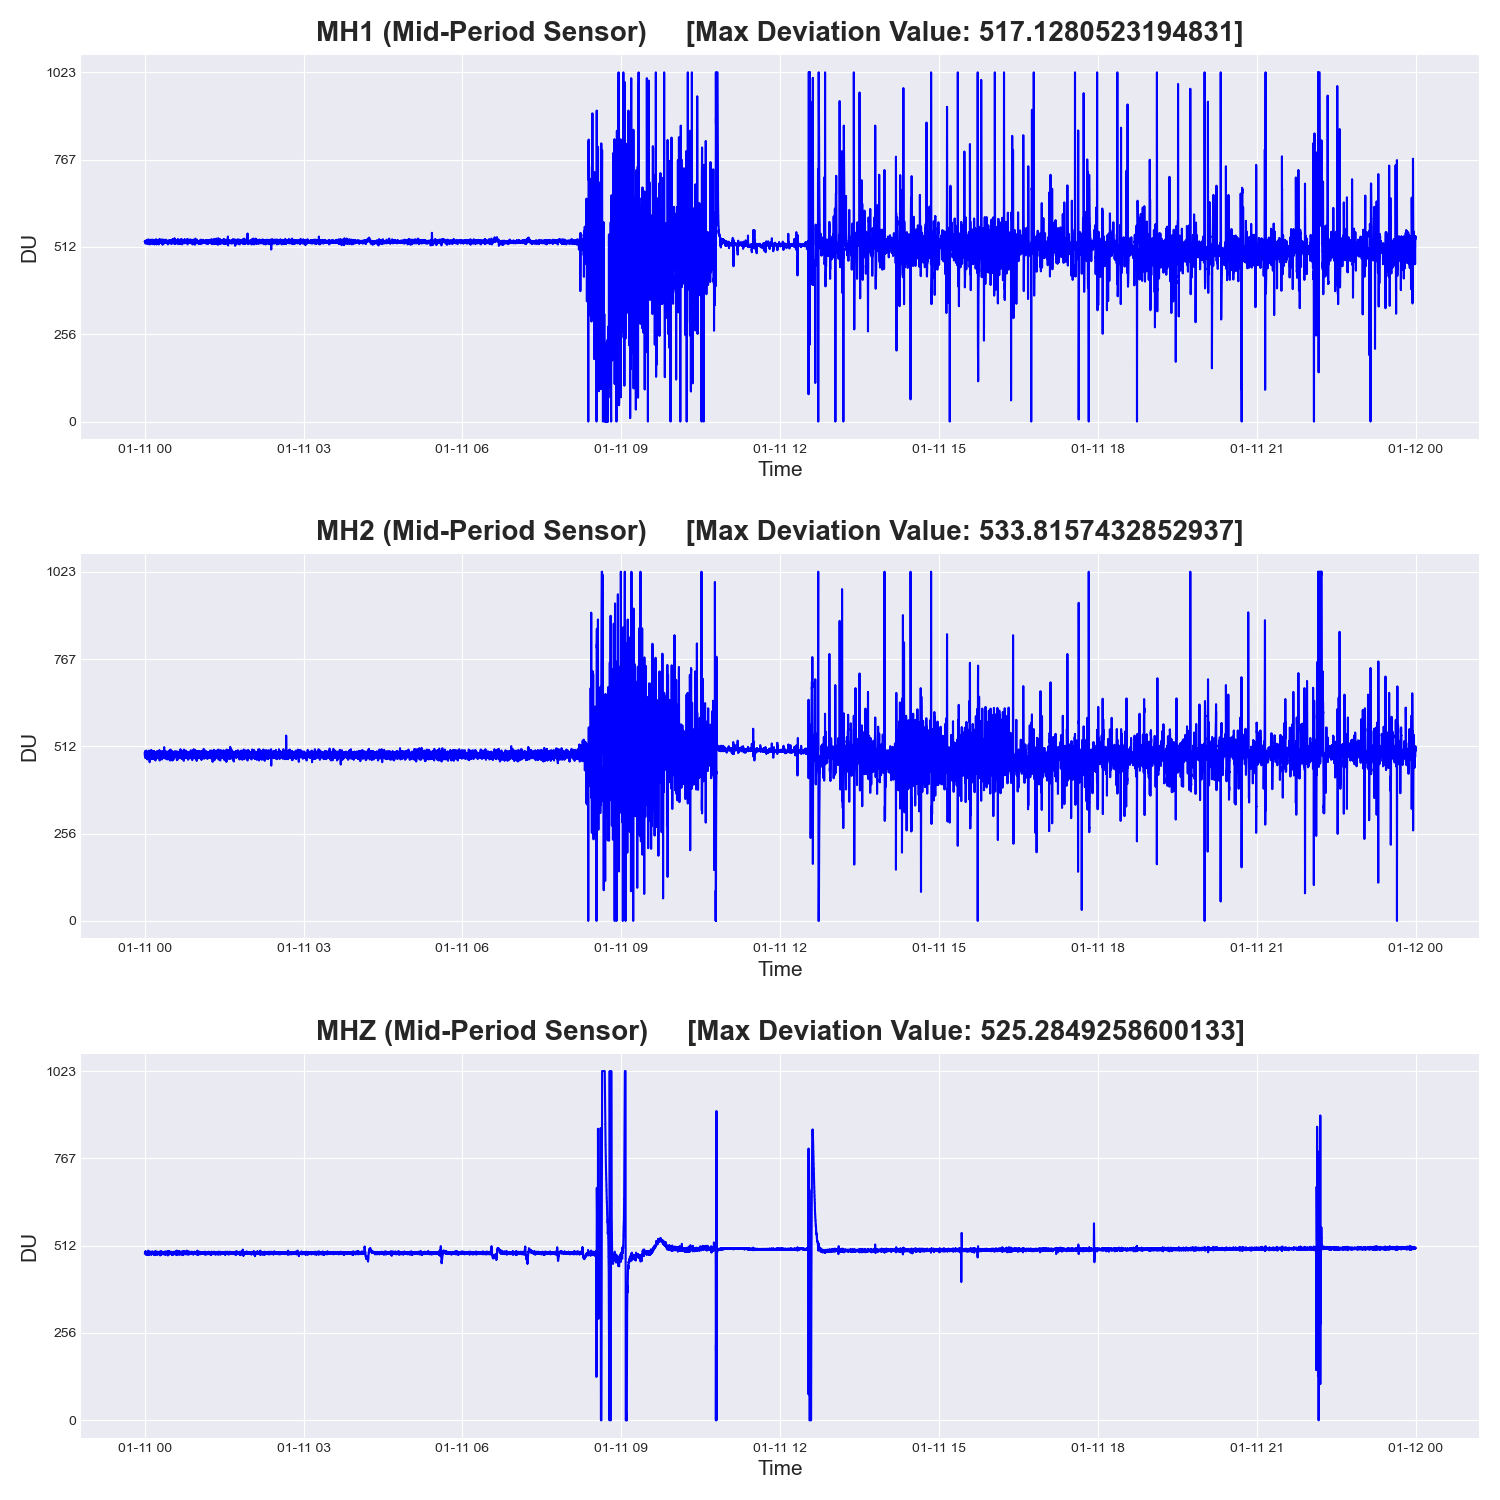 MH1 (Mid-Period Sensor)     [Max Deviation Value: 517.1280523194831]
1023
767
512
256
0
DU
01-11 00 01-11 03 01-11 06 01-11 09 01-11 12 01-11 15 01-11 18 01-11 21 01-12 00
Time
MH2 (Mid-Period Sensor)     [Max Deviation Value: 533.8157432852937]
1023
767
512
256
0
DU
01-11 00 01-11 03 01-11 06 01-11 09 01-11 12 01-11 15 01-11 18 01-11 21 01-12 00
Time
MHZ (Mid-Period Sensor)     [Max Deviation Value: 525.2849258600133]
1023
767
512
256
0
DU
01-11 00 01-11 03 01-11 06 01-11 09 01-11 12 01-11 15 01-11 18 01-11 21 01-12 00
Time